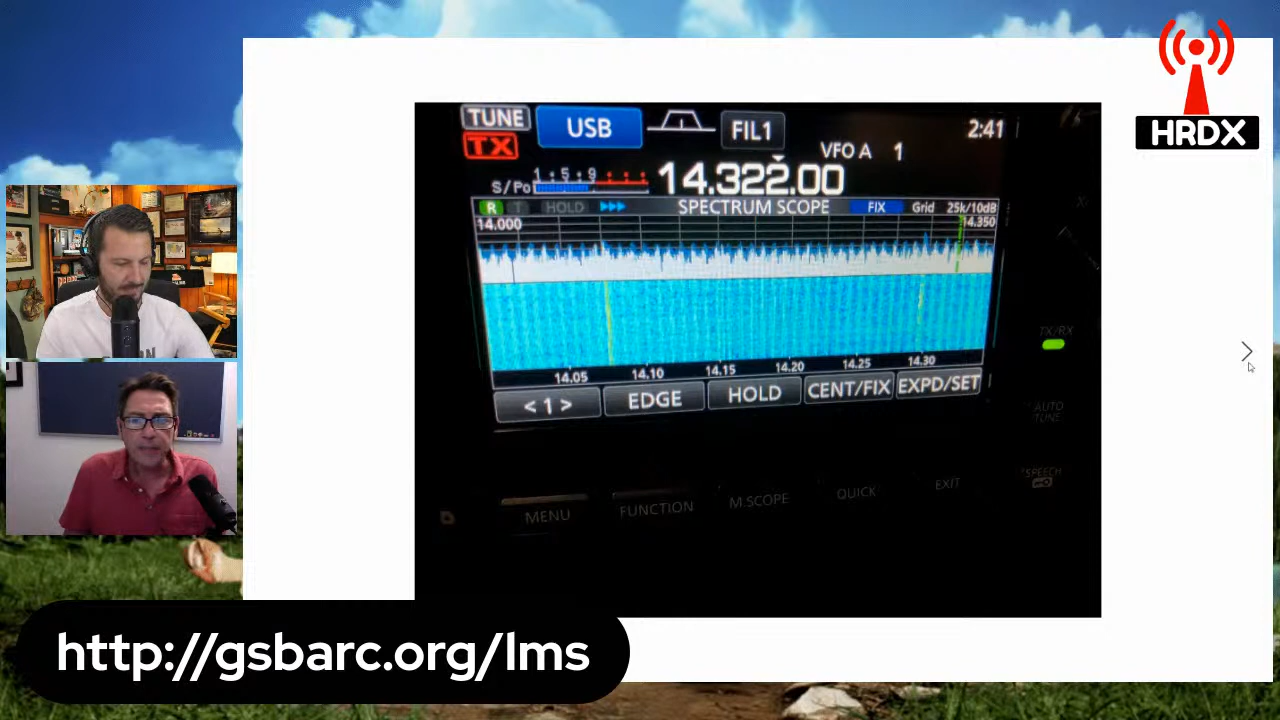 HRDX
TUNE
USB
FIL1
2:41
TX
VFO A 1
S/Po 1 5 9
14.322.00
R T HOLD
SPECTRUM SCOPE
FIX Grid 25k/10dB
14.000
14.350
14.05 14.10 14.15 14.20 14.25 14.30
< 1 >
EDGE
HOLD
CENT/FIX
EXPD/SET
TX/RX
AUTO
TUNE
SPEECH
MENU
FUNCTION
M.SCOPE
QUICK
EXIT
http://gsbarc.org/lms